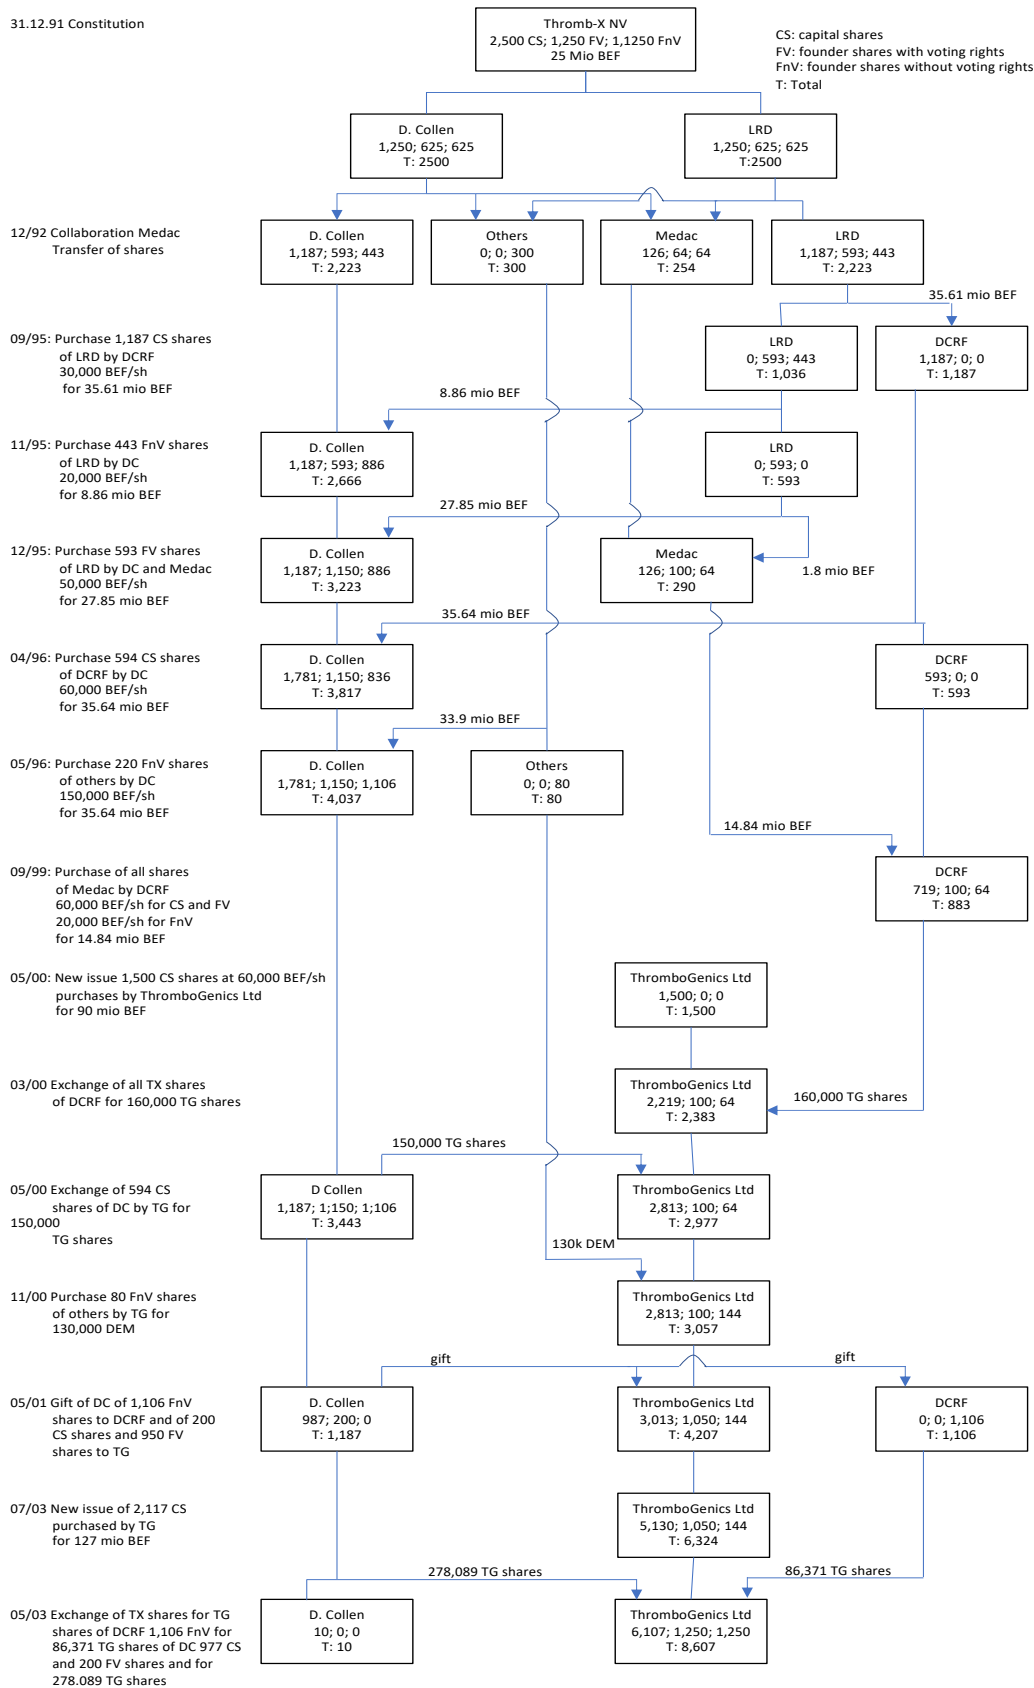 31.12.91 Constitution
Thromb-X NV
2,500 CS; 1,250 FV; 1,1250 FnV
25 Mio BEF
CS: capital shares
FV: founder shares with voting rights
FnV: founder shares without voting rights
T: Total
D. Collen
1,250; 625; 625
T: 2500
LRD
1,250; 625; 625
T:2500
12/92 Collaboration Medac
Transfer of shares
D. Collen
1,187; 593; 443
T: 2,223
Others
0; 0; 300
T: 300
Medac
126; 64; 64
T: 254
LRD
1,187; 593; 443
T: 2,223
35.61 mio BEF
09/95: Purchase 1,187 CS shares
of LRD by DCRF
30,000 BEF/sh
for 35.61 mio BEF
LRD
0; 593; 443
T: 1,036
DCRF
1,187; 0; 0
T: 1,187
8.86 mio BEF
11/95: Purchase 443 FnV shares
of LRD by DC
20,000 BEF/sh
for 8.86 mio BEF
D. Collen
1,187; 593; 886
T: 2,666
LRD
0; 593; 0
T: 593
27.85 mio BEF
12/95: Purchase 593 FV shares
of LRD by DC and Medac
50,000 BEF/sh
for 27.85 mio BEF
D. Collen
1,187; 1,150; 886
T: 3,223
Medac
126; 100; 64
T: 290
1.8 mio BEF
35.64 mio BEF
04/96: Purchase 594 CS shares
of DCRF by DC
60,000 BEF/sh
for 35.64 mio BEF
D. Collen
1,781; 1,150; 836
T: 3,817
DCRF
593; 0; 0
T: 593
33.9 mio BEF
05/96: Purchase 220 FnV shares
of others by DC
150,000 BEF/sh
for 35.64 mio BEF
D. Collen
1,781; 1,150; 1,106
T: 4,037
Others
0; 0; 80
T: 80
14.84 mio BEF
09/99: Purchase of all shares
of Medac by DCRF
60,000 BEF/sh for CS and FV
20,000 BEF/sh for FnV
for 14.84 mio BEF
DCRF
719; 100; 64
T: 883
05/00: New issue 1,500 CS shares at 60,000 BEF/sh
purchases by ThromboGenics Ltd
for 90 mio BEF
ThromboGenics Ltd
1,500; 0; 0
T: 1,500
03/00 Exchange of all TX shares
of DCRF for 160,000 TG shares
ThromboGenics Ltd
2,219; 100; 64
T: 2,383
160,000 TG shares
150,000 TG shares
05/00 Exchange of 594 CS
shares of DC by TG for
150,000
TG shares
D Collen
1,187; 1;150; 1;106
T: 3,443
ThromboGenics Ltd
2,813; 100; 64
T: 2,977
130k DEM
11/00 Purchase 80 FnV shares
of others by TG for
130,000 DEM
ThromboGenics Ltd
2,813; 100; 144
T: 3,057
gift
gift
05/01 Gift of DC of 1,106 FnV
shares to DCRF and of 200
CS shares and 950 FV
shares to TG
D. Collen
987; 200; 0
T: 1,187
ThromboGenics Ltd
3,013; 1,050; 144
T: 4,207
DCRF
0; 0; 1,106
T: 1,106
07/03 New issue of 2,117 CS
purchased by TG
for 127 mio BEF
ThromboGenics Ltd
5,130; 1,050; 144
T: 6,324
278,089 TG shares
86,371 TG shares
05/03 Exchange of TX shares for TG
shares of DCRF 1,106 FnV for
86,371 TG shares of DC 977 CS
and 200 FV shares and for
278.089 TG shares
D. Collen
10; 0; 0
T: 10
ThromboGenics Ltd
6,107; 1,250; 1,250
T: 8,607